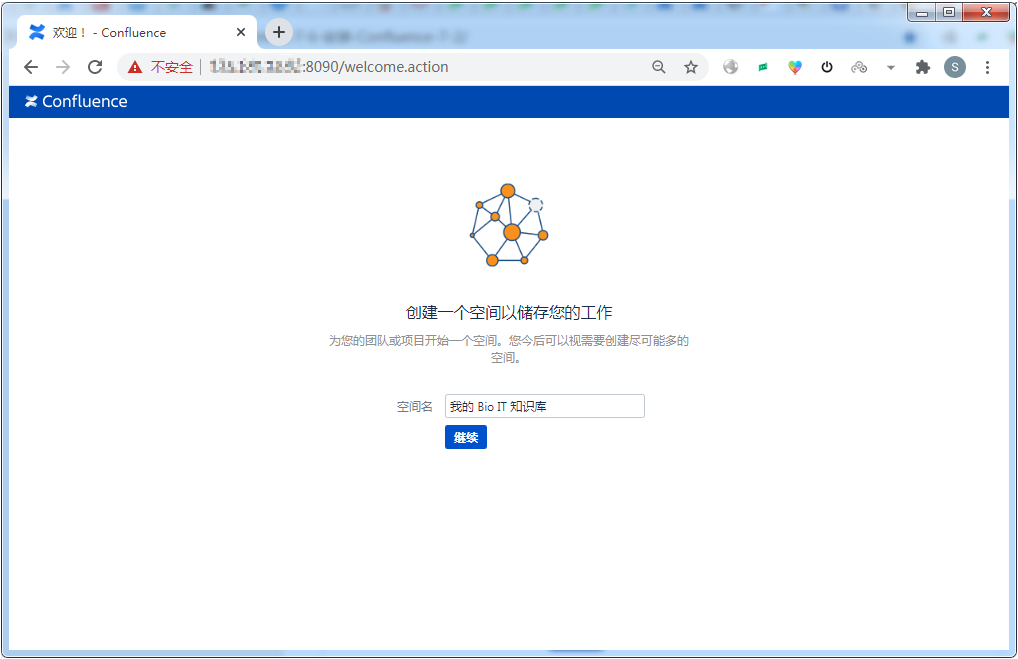 欢迎！ - Confluence
不安全 :8090/welcome.action
S
Confluence
创建一个空间以储存您的工作
为您的团队或项目开始一个空间。您今后可以视需要创建尽可能多的
空间。
空间名 我的 Bio IT 知识库
继续